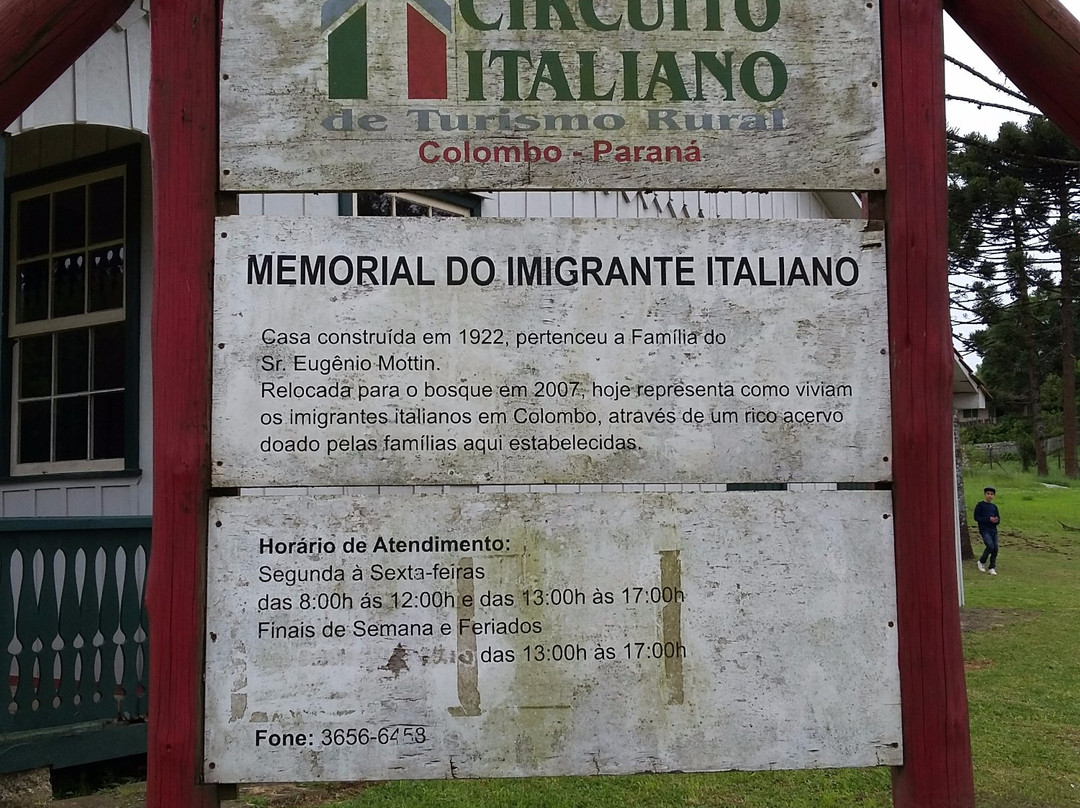 CIRCUITO
ITALIANO
de Turismo Rural
Colombo - Paraná
MEMORIAL DO IMIGRANTE ITALIANO
Casa construída em 1922, pertenceu a Família do
Sr. Eugênio Mottin.
Relocada para o bosque em 2007, hoje representa como viviam
os imigrantes italianos em Colombo, através de um rico acervo
doado pelas famílias aqui estabelecidas.
Horário de Atendimento:
Segunda à Sexta-feiras
das 8:00h ás 12:00h e das 13:00h às 17:00h
Finais de Semana e Feriados
das 13:00h às 17:00h
Fone: 3656-6458